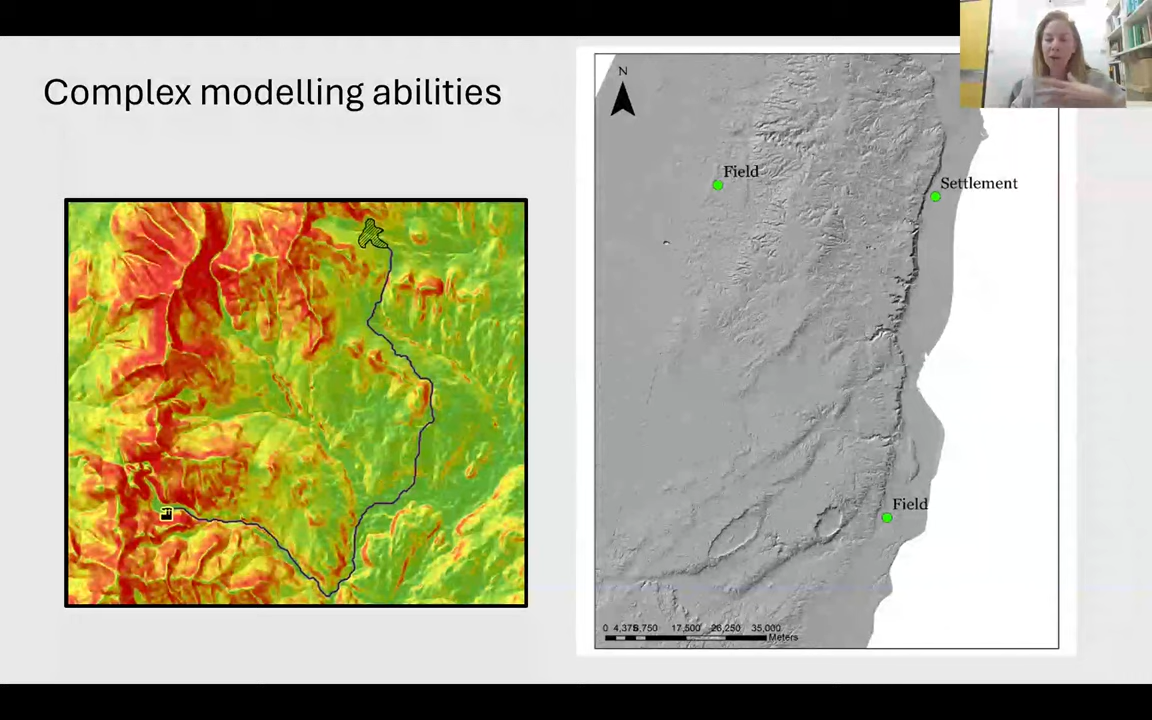 Complex modelling abilities
N
Field
Settlement
Field
0 4,375 8,750 17,500 26,250 35,000
Meters